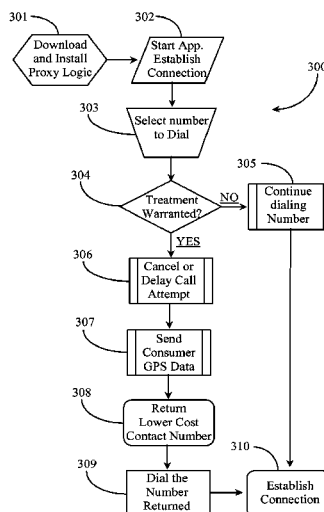 301
302
Download
and Install
Proxy Logic
Start App.
Establish
Connection
300
303
Select number
to Dial
304
305
Treatment
Warranted?
NO
Continue
dialing
Number
YES
306
Cancel or
Delay Call
Attempt
307
Send
Consumer
GPS Data
308
Return
Lower Cost
Contact Number
310
309
Dial the
Number
Returned
Establish
Connection